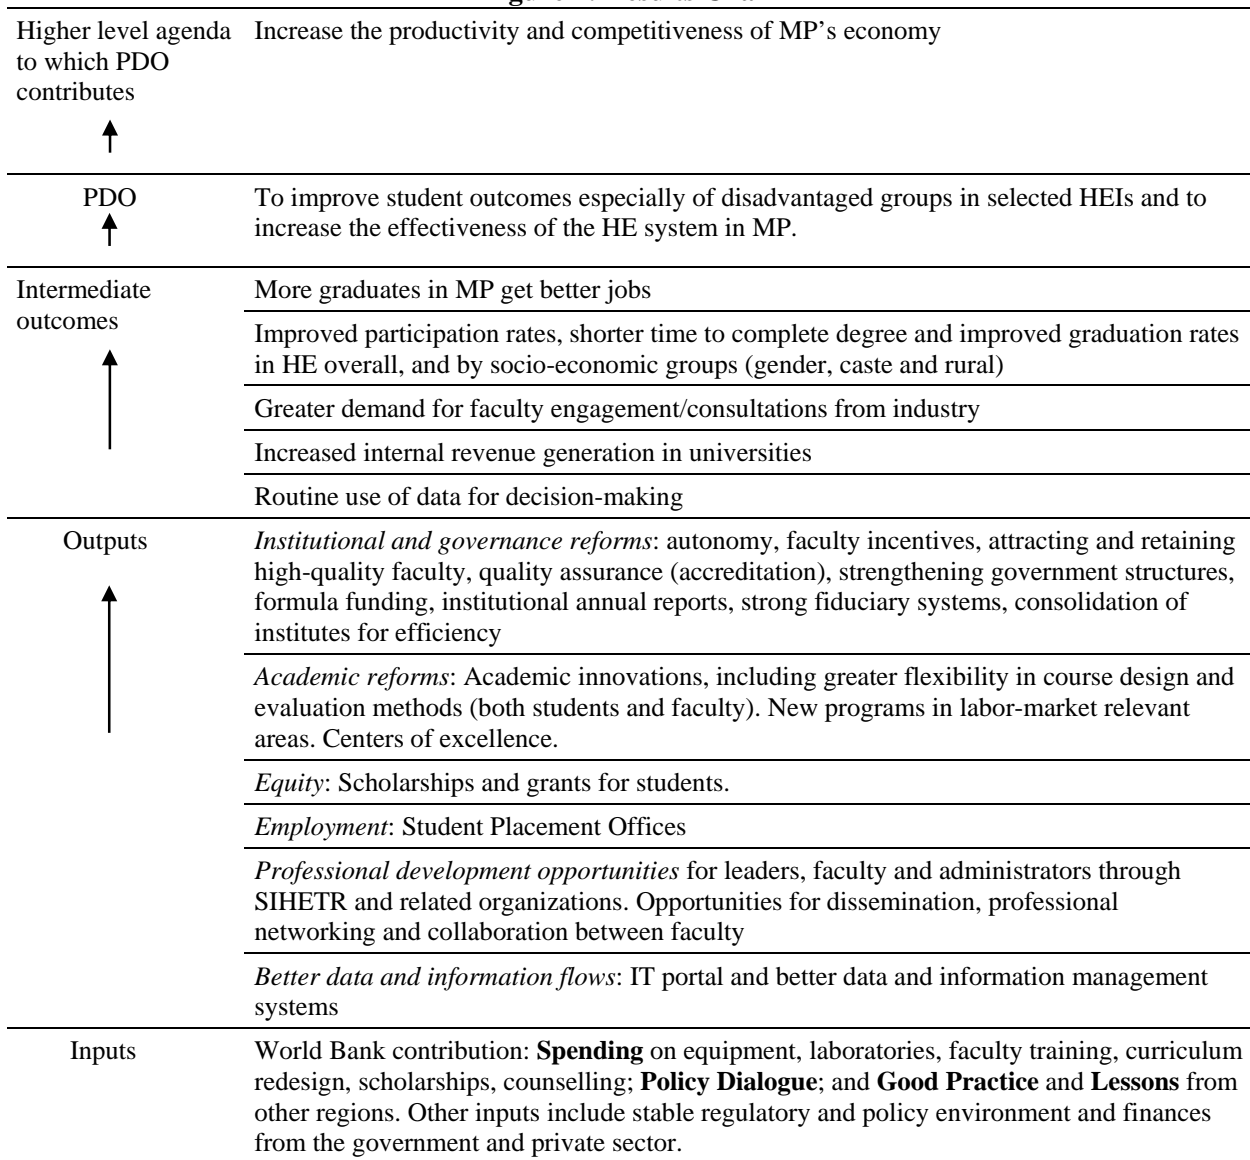 Higher level agenda
to which PDO
contributes
Increase the productivity and competitiveness of MP’s economy
PDO
To improve student outcomes especially of disadvantaged groups in selected HEIs and to
increase the effectiveness of the HE system in MP.
Intermediate
outcomes
More graduates in MP get better jobs
Improved participation rates, shorter time to complete degree and improved graduation rates
in HE overall, and by socio-economic groups (gender, caste and rural)
Greater demand for faculty engagement/consultations from industry
Increased internal revenue generation in universities
Routine use of data for decision-making
Outputs
Institutional and governance reforms: autonomy, faculty incentives, attracting and retaining
high-quality faculty, quality assurance (accreditation), strengthening government structures,
formula funding, institutional annual reports, strong fiduciary systems, consolidation of
institutes for efficiency
Academic reforms: Academic innovations, including greater flexibility in course design and
evaluation methods (both students and faculty). New programs in labor-market relevant
areas. Centers of excellence.
Equity: Scholarships and grants for students.
Employment: Student Placement Offices
Professional development opportunities for leaders, faculty and administrators through
SIHETR and related organizations. Opportunities for dissemination, professional
networking and collaboration between faculty
Better data and information flows: IT portal and better data and information management
systems
Inputs
World Bank contribution: Spending on equipment, laboratories, faculty training, curriculum
redesign, scholarships, counselling; Policy Dialogue; and Good Practice and Lessons from
other regions. Other inputs include stable regulatory and policy environment and finances
from the government and private sector.